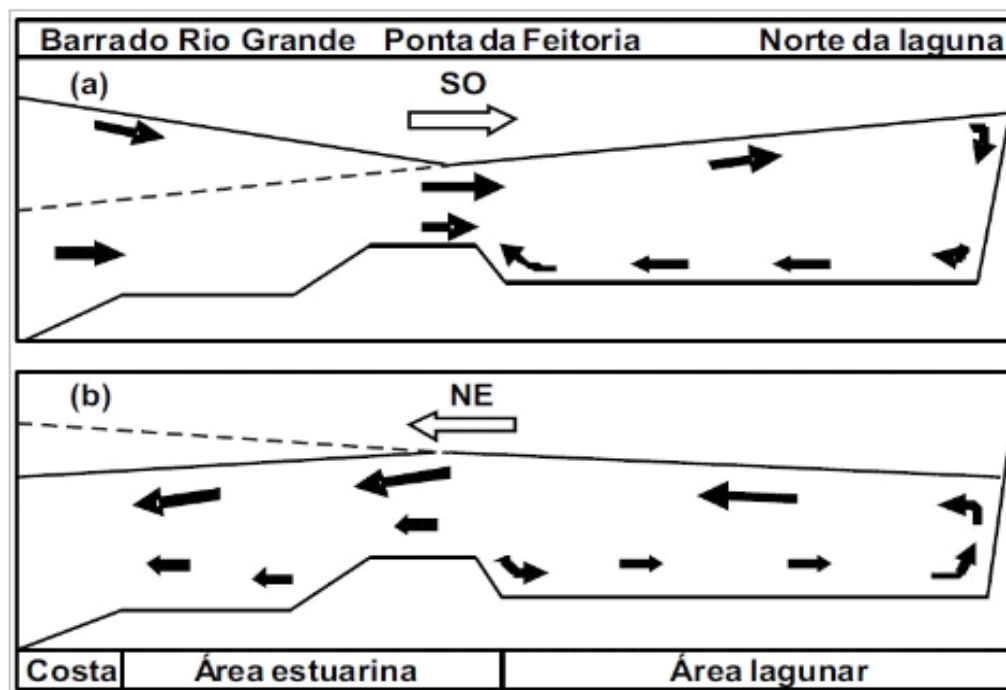 Barrado Rio Grande Ponta da Feitoria Norte da laguna
(a) SO
(b) NE
Costa Área estuarina Área lagunar